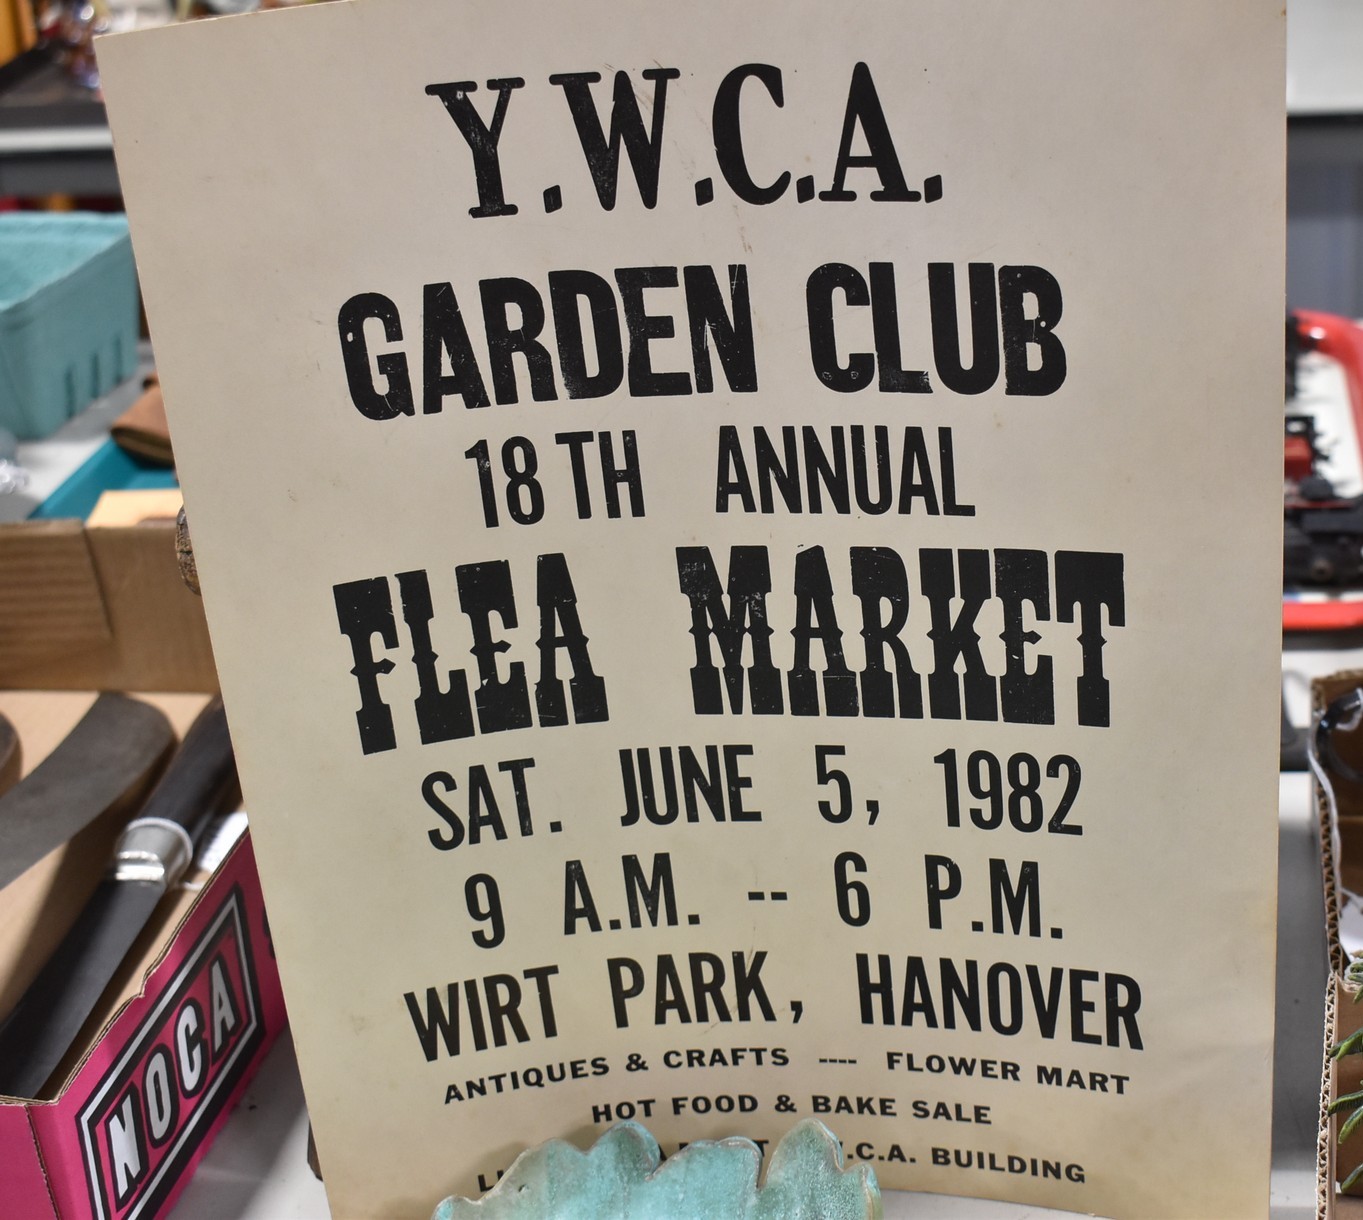 Y.W.C.A.
GARDEN CLUB
18TH ANNUAL
FLEA MARKET
SAT. JUNE 5, 1982
9 A.M. -- 6 P.M.
WIRT PARK, HANOVER
ANTIQUES & CRAFTS ---- FLOWER MART
HOT FOOD & BAKE SALE
BUILDING
NOCA